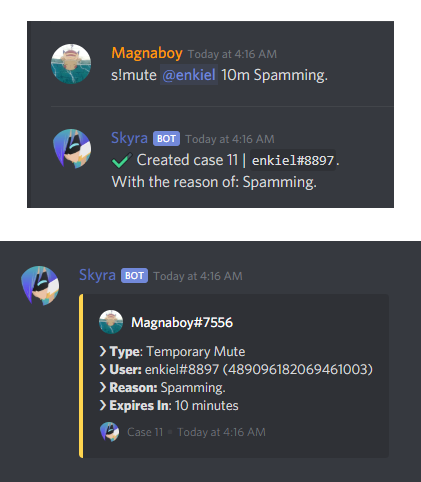 Magnaboy Today at 4:16 AM
s!mute @enkiel 10m Spamming.
Skyra BOT Today at 4:16 AM
Created case 11 | enkiel#8897.
With the reason of: Spamming.
Skyra BOT Today at 4:16 AM
Magnaboy#7556
❯ Type: Temporary Mute
❯ User: enkiel#8897 (489096182069461003)
❯ Reason: Spamming.
❯ Expires In: 10 minutes
Case 11 • Today at 4:16 AM